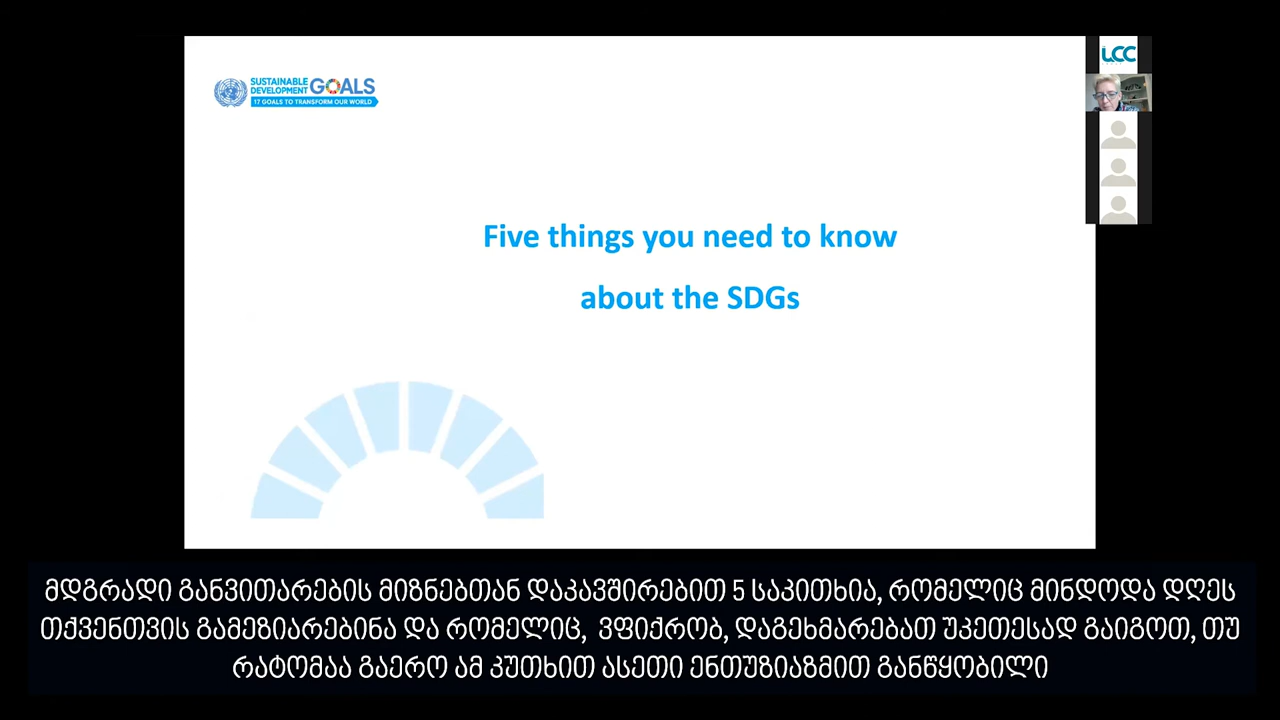 SUSTAINABLE
DEVELOPMENT GOALS
17 GOALS TO TRANSFORM OUR WORLD
LCC
Five things you need to know
about the SDGs
მდგრადი განვითარების მიზნებთან დაკავშირებით 5 საკითხია, რომელიც მინდოდა დღეს
თქვენთვის გამეზიარებინა და რომელიც, ვფიქრობ, დაგეხმარებათ უკეთესად გაიგოთ, თუ
რატომაა გაერო ამ კუთხით ასეთი ენთუზიაზმით განწყობილი